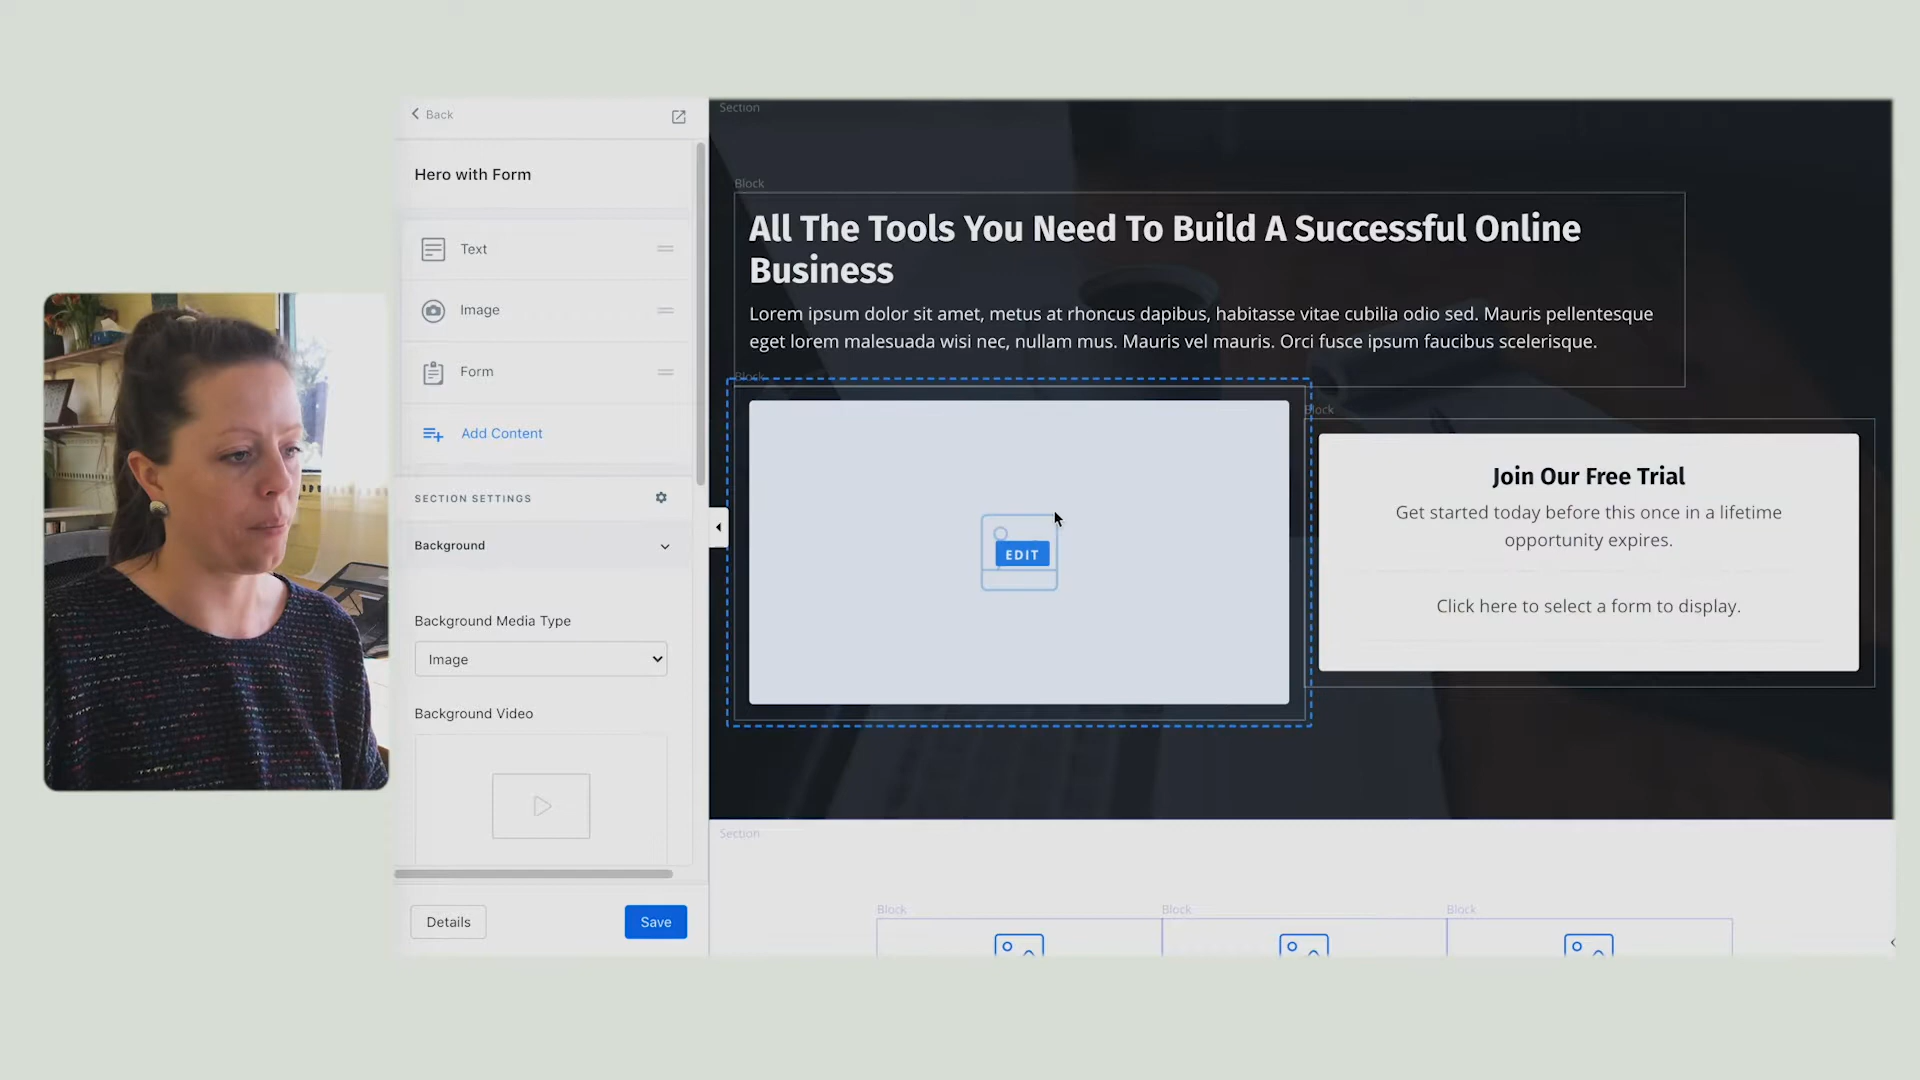 Back
Hero with Form
Text
Image
Form
Add Content
SECTION SETTINGS
Background
Background Media Type
Image
Background Video
Details
Save
Section
Block
All The Tools You Need To Build A Successful Online
Business
Lorem ipsum dolor sit amet, metus at rhoncus dapibus, habitasse vitae cubilia odio sed. Mauris pellentesque
eget lorem malesuada wisi nec, nullam mus. Mauris vel mauris. Orci fusce ipsum faucibus scelerisque.
Block
EDIT
Block
Join Our Free Trial
Get started today before this once in a lifetime
opportunity expires.
Click here to select a form to display.
Section
Block
Block
Block